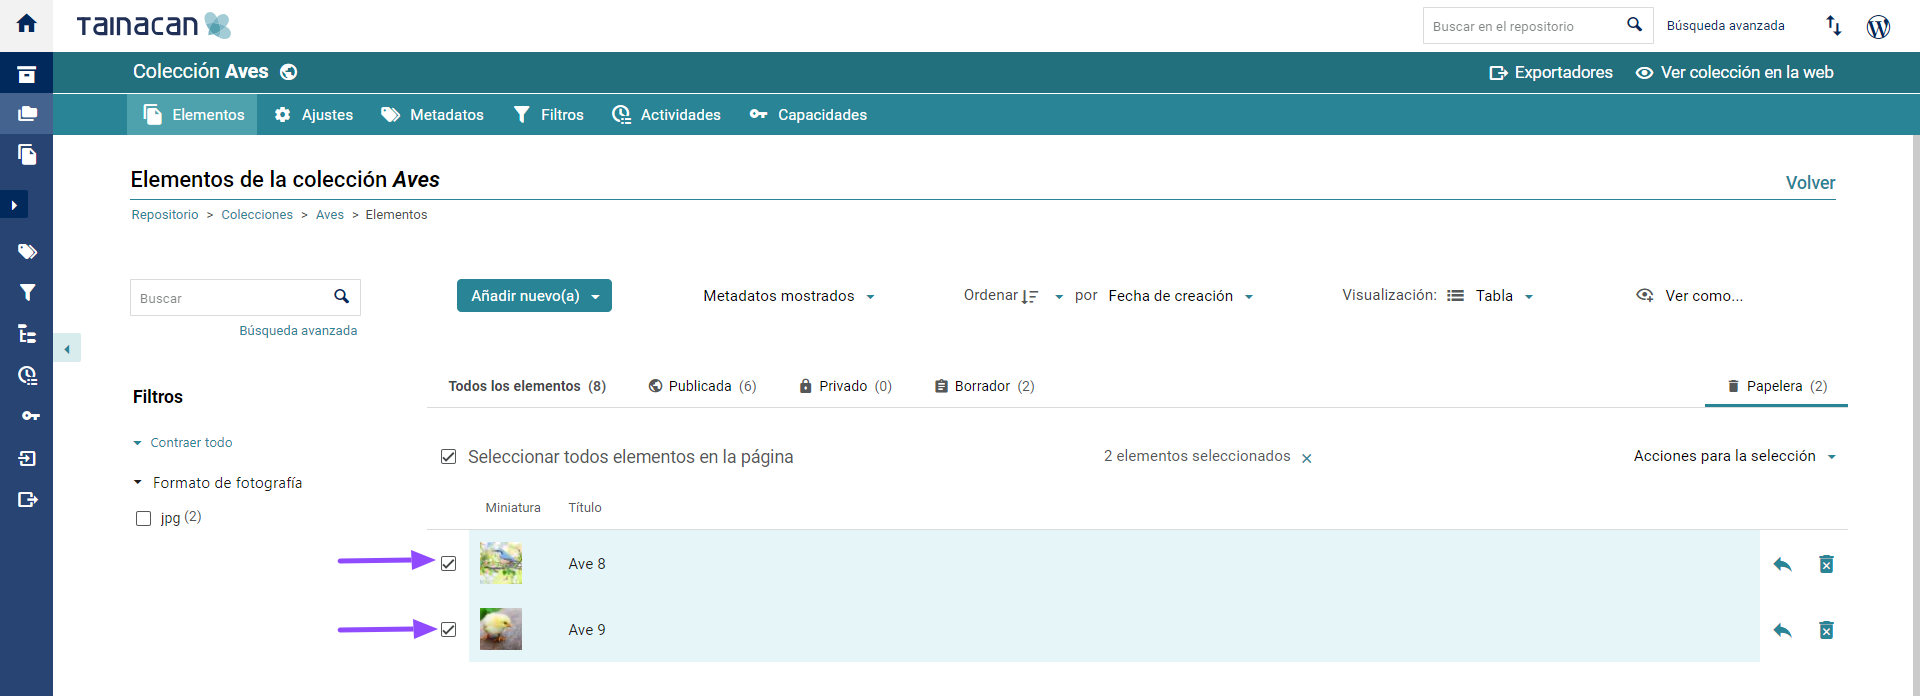 TAINACAN
Buscar en el repositorio
Búsqueda avanzada
Colección Aves
Exportadores
Ver colección en la web
Elementos
Ajustes
Metadatos
Filtros
Actividades
Capacidades
Elementos de la colección Aves
Volver
Repositorio > Colecciones > Aves > Elementos
Buscar
Búsqueda avanzada
Añadir nuevo(a)
Metadatos mostrados
Ordenar
por
Fecha de creación
Visualización:
Tabla
Ver como...
Filtros
Contraer todo
Formato de fotografía
jpg (2)
Todos los elementos (8)
Publicada (6)
Privado (0)
Borrador (2)
Papelera (2)
Seleccionar todos elementos en la página
2 elementos seleccionados
Acciones para la selección
Miniatura
Título
Ave 8
Ave 9